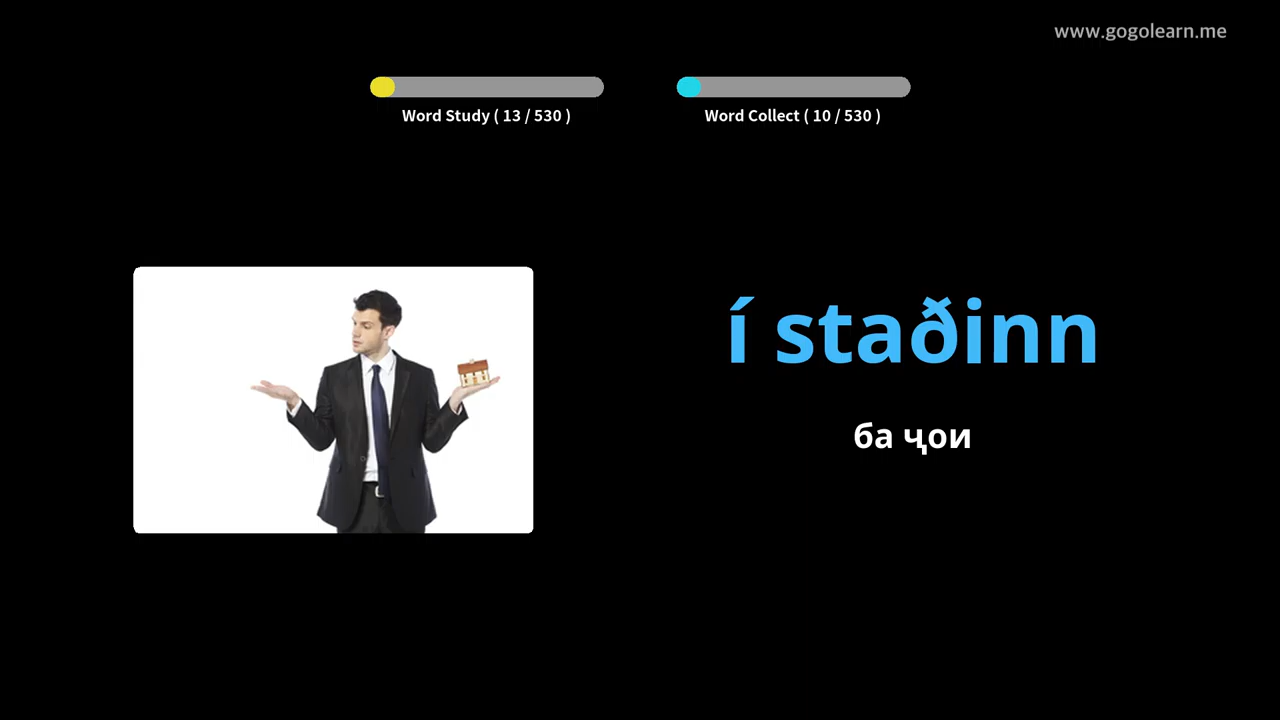 www.gogolearn.me
Word Study ( 13 / 530 )
Word Collect ( 10 / 530 )
í staðinn
ба ҷои